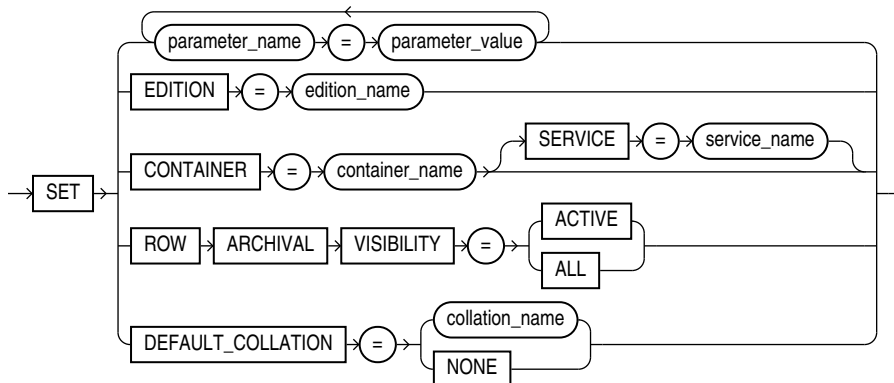 parameter_name = parameter_value
EDITION = edition_name
SERVICE = service_name
CONTAINER = container_name
SET
ROW ARCHIVAL VISIBILITY =
ACTIVE
ALL
collation_name
DEFAULT_COLLATION =
NONE